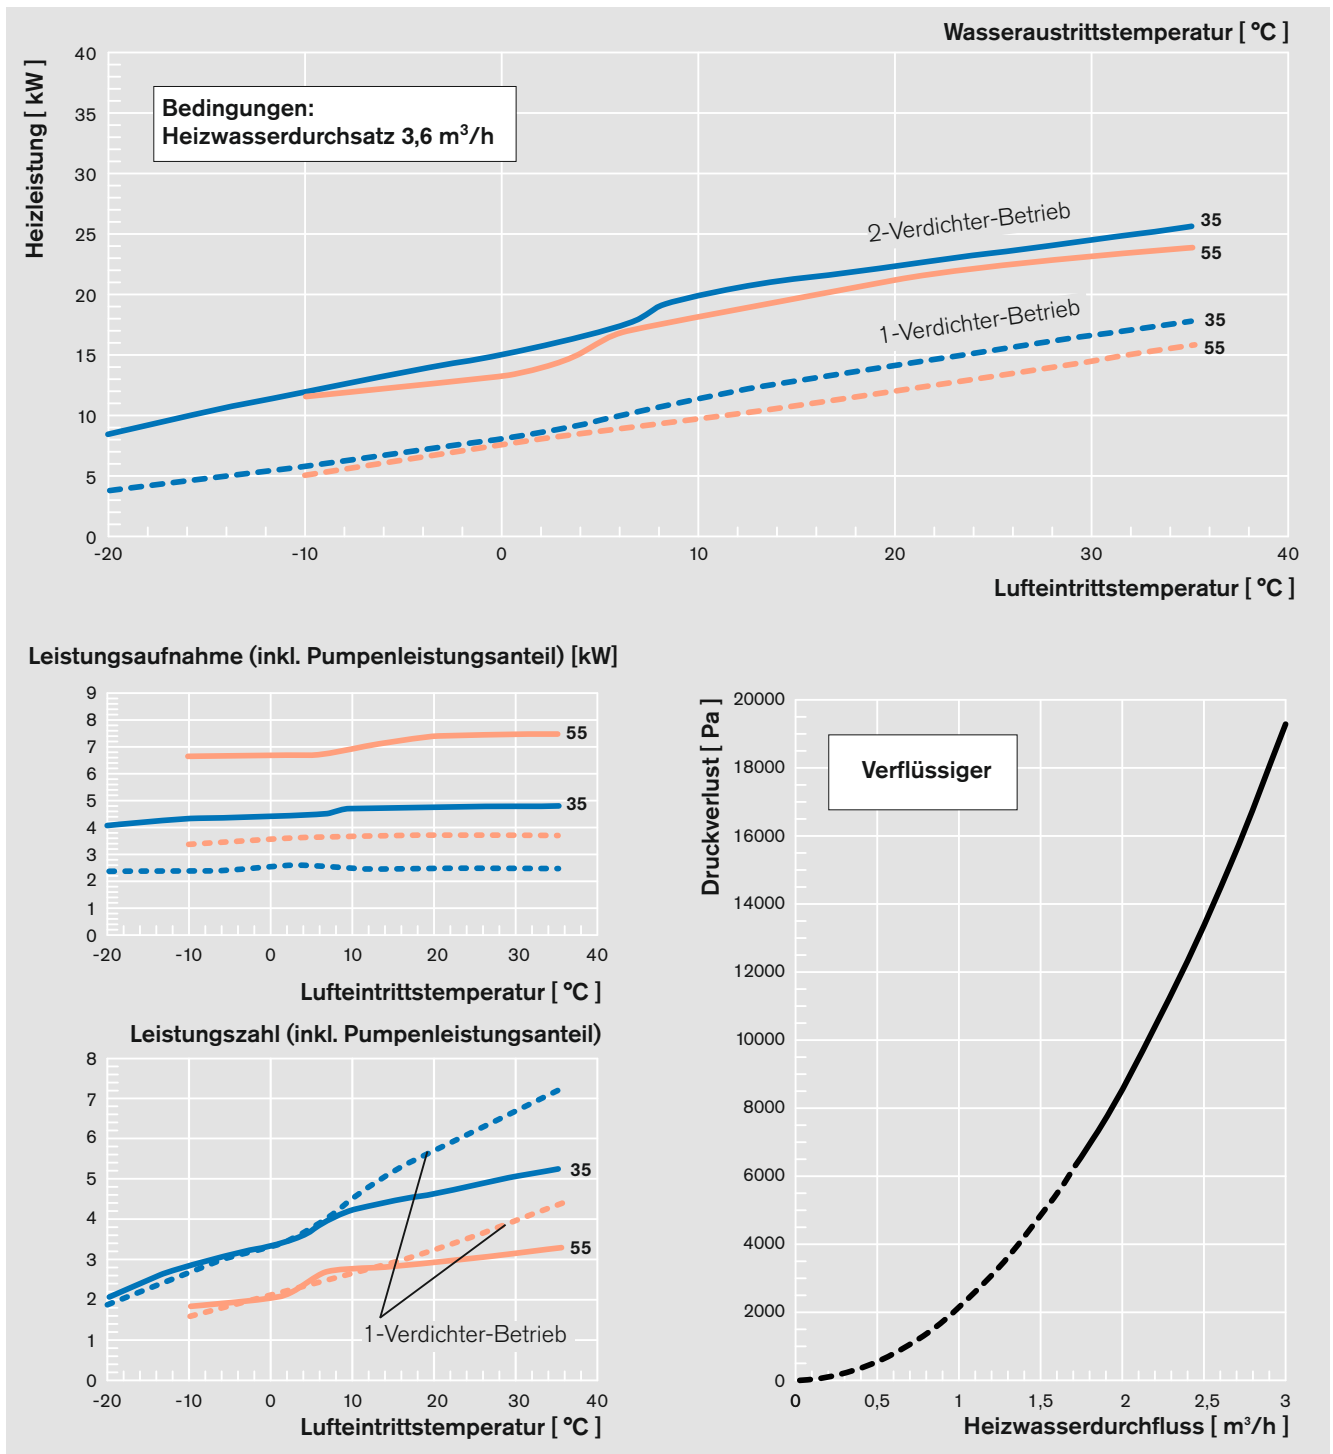 Wasseraustrittstemperatur [ °C ]
Heizleistung [ kW ]
40
35
30
25
20
15
10
5
0
Bedingungen:
Heizwasserdurchsatz 3,6 m³/h
2-Verdichter-Betrieb
35
55
1-Verdichter-Betrieb
35
55
-20 -10 0 10 20 30 40
Lufteintrittstemperatur [ °C ]
Leistungsaufnahme (inkl. Pumpenleistungsanteil) [kW]
9
8
7
6
5
4
3
2
1
0
55
35
-20 -10 0 10 20 30 40
Lufteintrittstemperatur [ °C ]
Leistungszahl (inkl. Pumpenleistungsanteil)
8
7
6
5
4
3
2
1
0
35
55
1-Verdichter-Betrieb
-20 -10 0 10 20 30 40
Lufteintrittstemperatur [ °C ]
Druckverlust [ Pa ]
20000
18000
16000
14000
12000
10000
8000
6000
4000
2000
0
Verflüssiger
0 0,5 1 1,5 2 2,5 3
Heizwasserdurchfluss [ m³/h ]